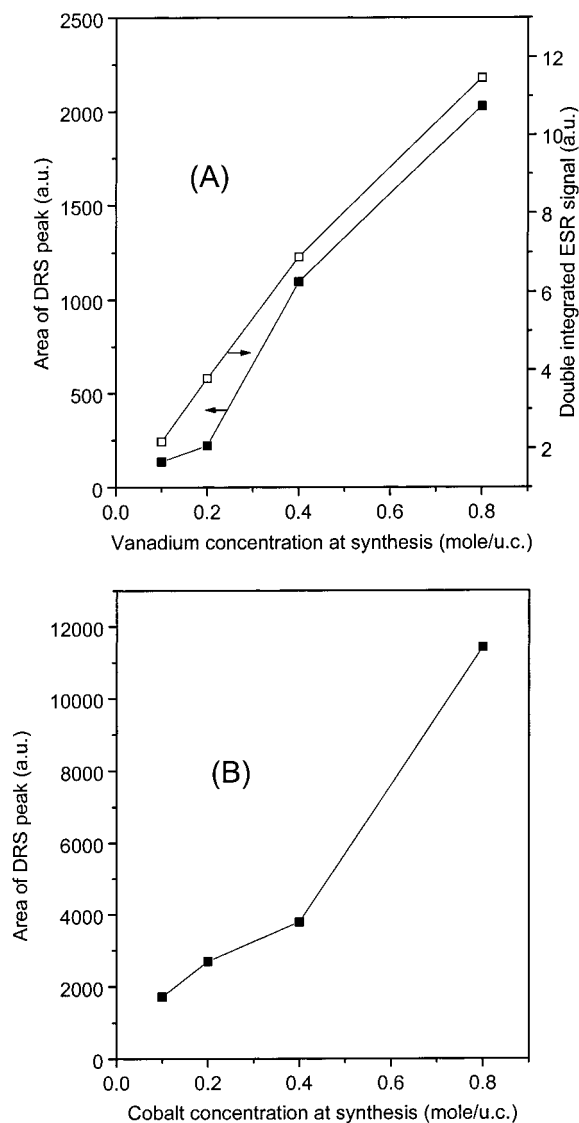 2500
2000
1500
1000
500
0
Area of DRS peak (a.u.)
(A)
12
10
8
6
4
2
Double integrated ESR signal (a.u.)
0.0 0.2 0.4 0.6 0.8
Vanadium concentration at synthesis (mole/u.c.)
12000
10000
8000
6000
4000
2000
0
Area of DRS peak (a.u.)
(B)
0.0 0.2 0.4 0.6 0.8
Cobalt concentration at synthesis (mole/u.c.)